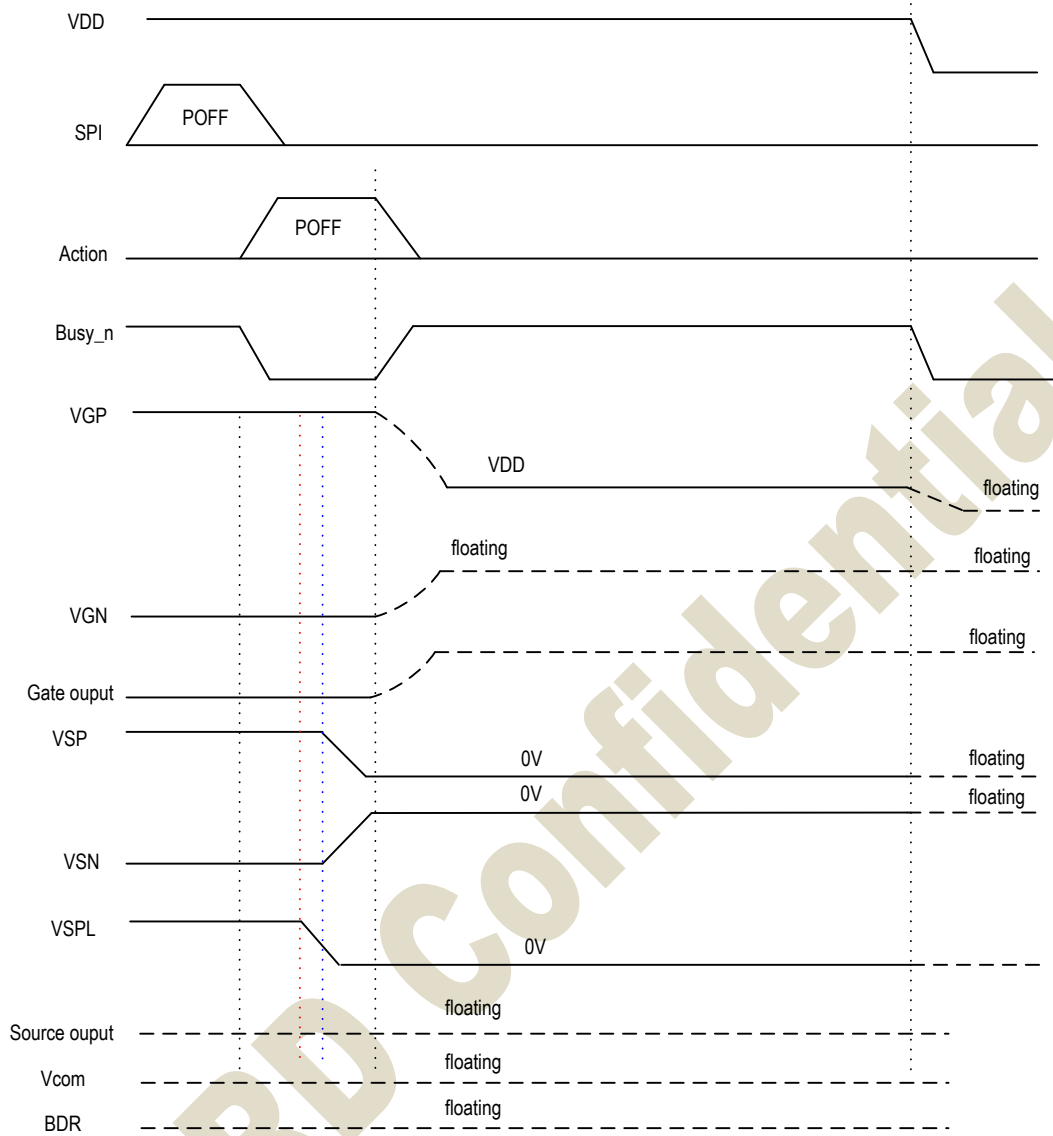 VDD
POFF
SPI
POFF
Action
Busy_n
VGP
VDD
floating
floating
floating
VGN
floating
Gate ouput
VSP
0V
floating
0V
floating
VSN
VSPL
0V
floating
Source ouput
floating
Vcom
floating
BDR
BD Confidential